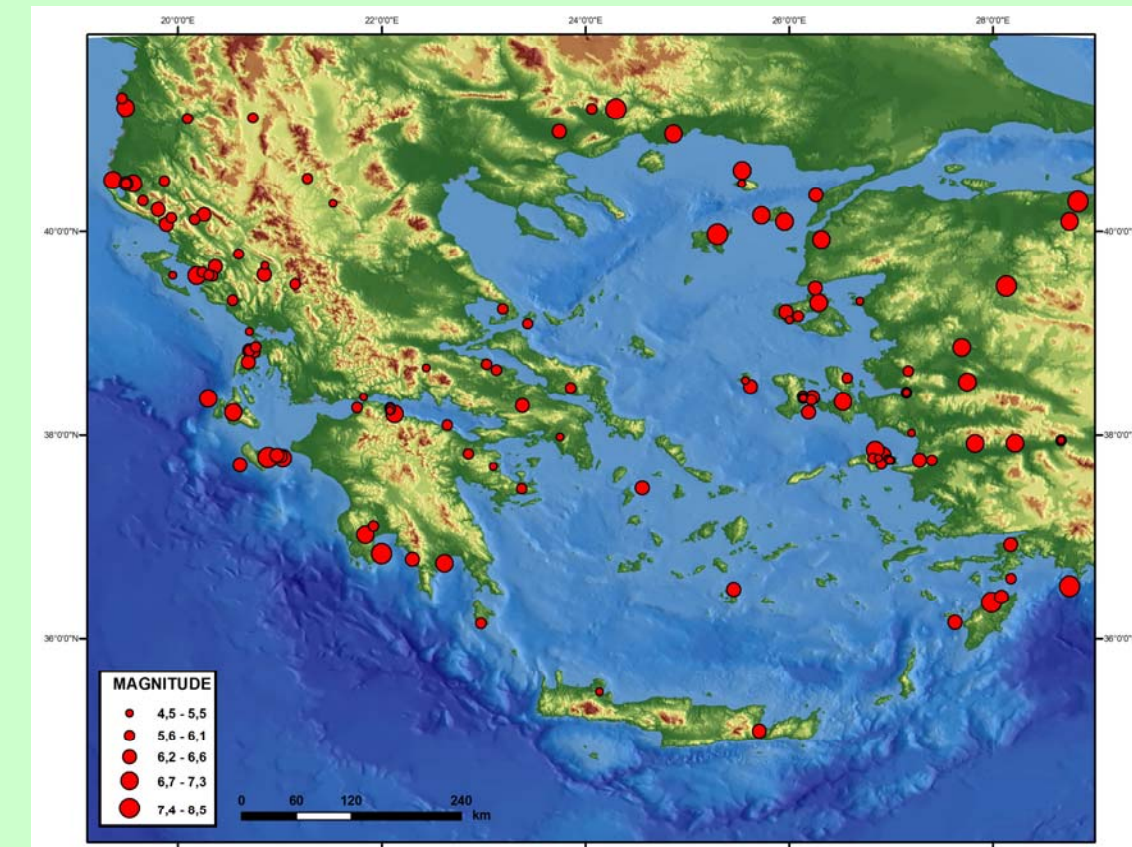 20°0'0"E 22°0'0"E 24°0'0"E 26°0'0"E 28°0'0"E
40°0'0"N 40°0'0"N
38°0'0"N 38°0'0"N
36°0'0"N 36°0'0"N
MAGNITUDE
4,5 - 5,5
5,6 - 6,1
6,2 - 6,6
6,7 - 7,3
7,4 - 8,5
0 60 120 240
km